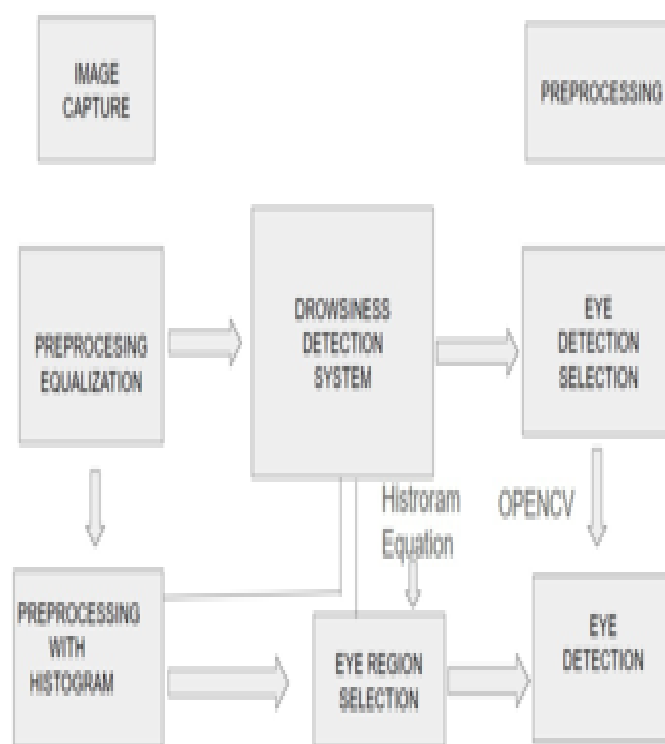 IMAGE
CAPTURE
PREPROCESSING
PREPROCESING
EQUALIZATION
DROWSINESS
DETECTION
SYSTEM
EYE
DETECTION
SELECTION
Histroram
Equation
OPENCV
PREPROCESSING
WITH
HISTOGRAM
EYE REGION
SELECTION
EYE
DETECTION